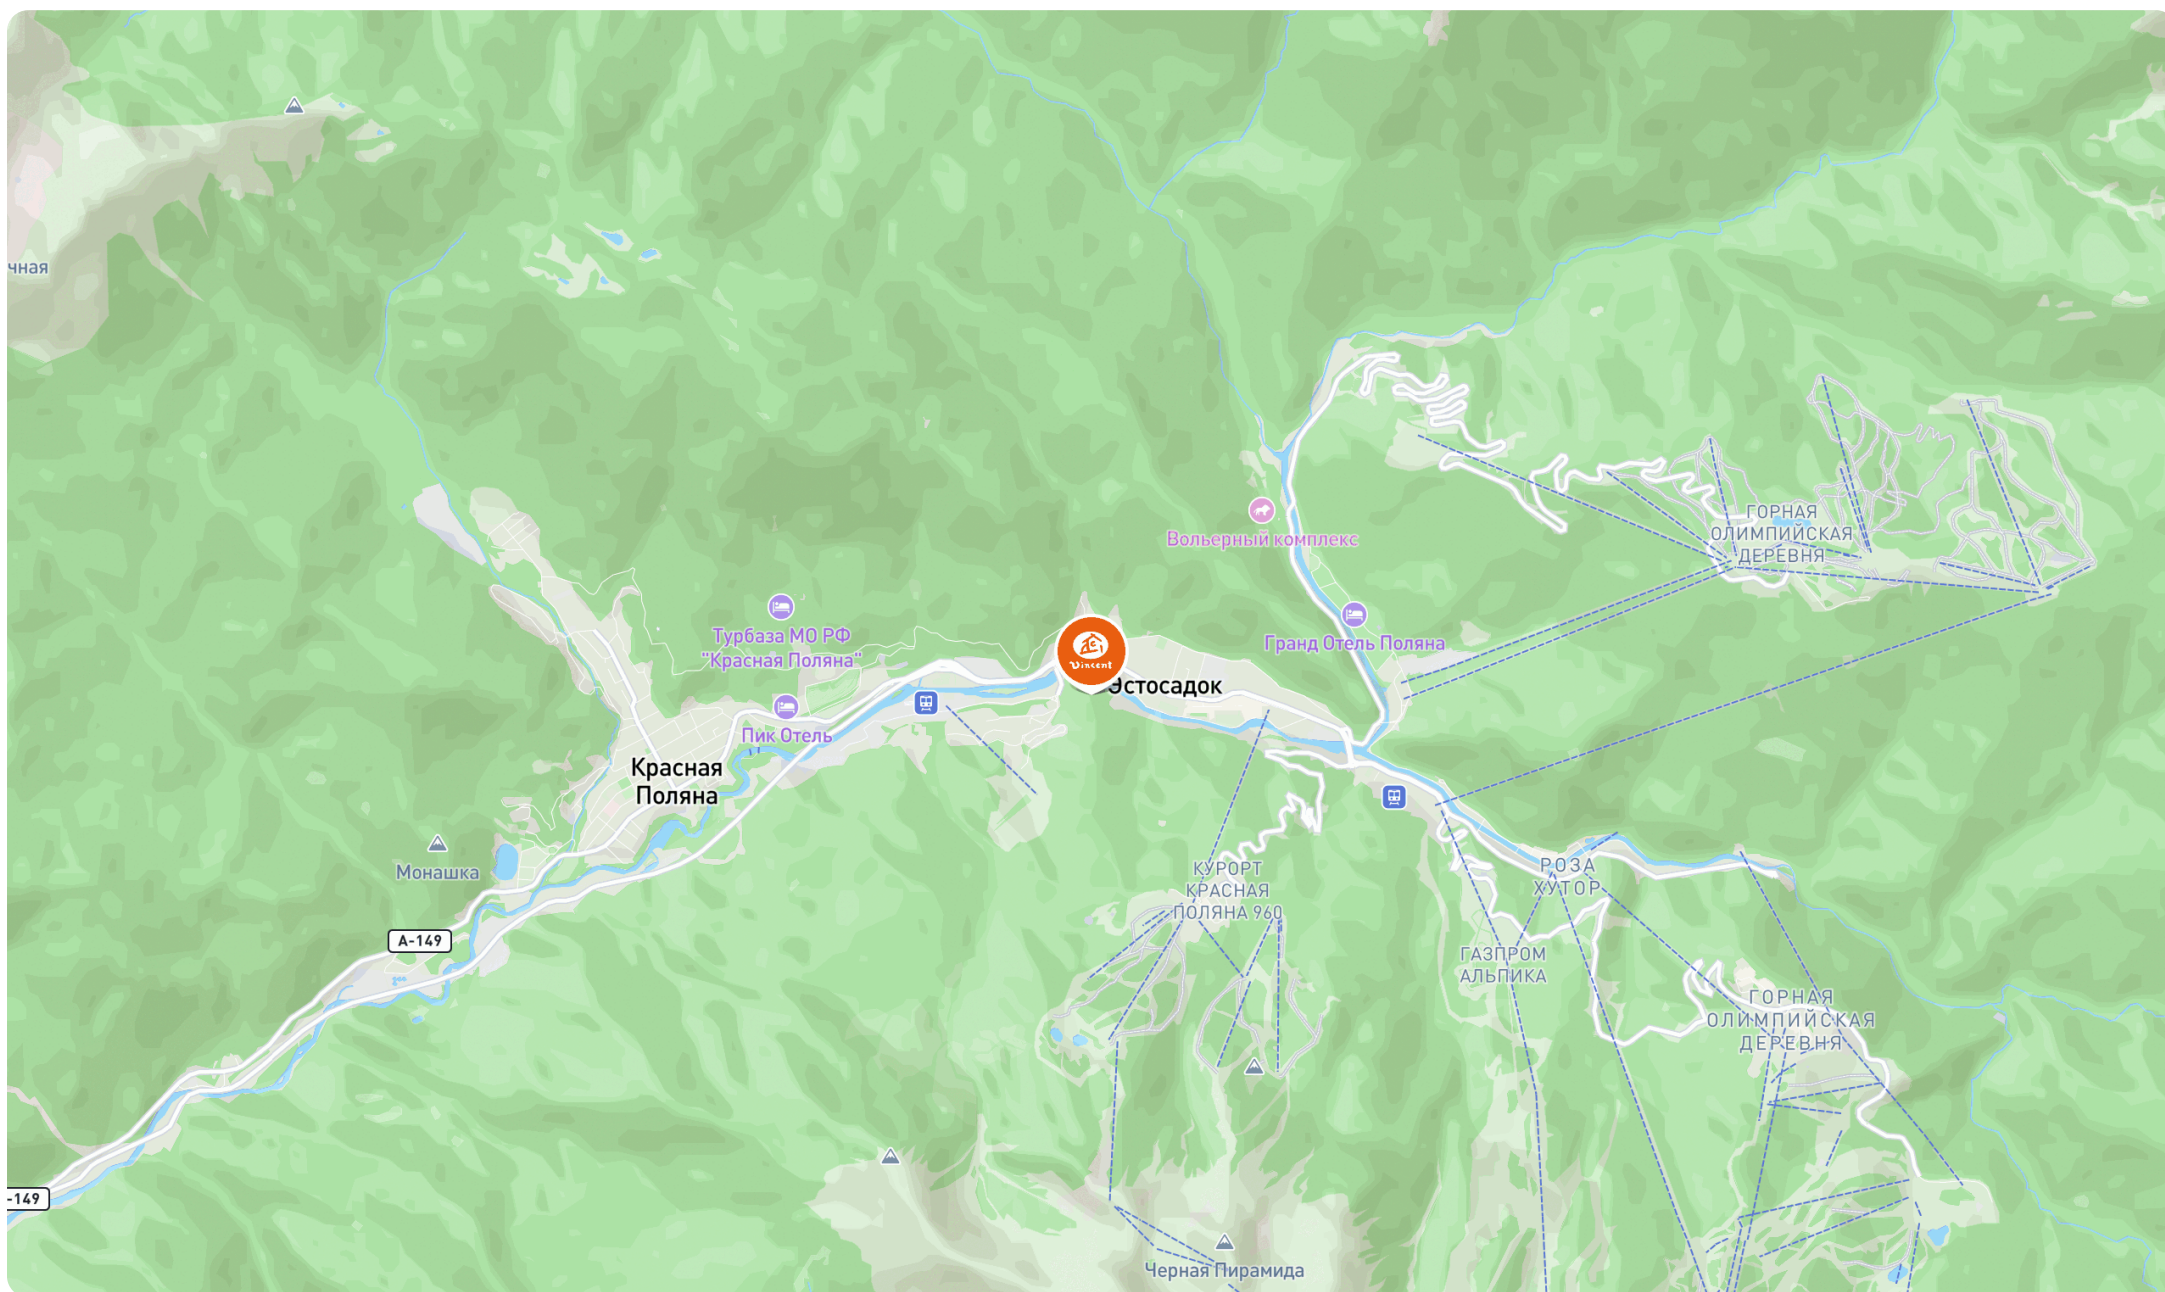 чная
Вольерный комплекс
ГОРНАЯ
ОЛИМПИЙСКАЯ
ДЕРЕВНЯ
Турбаза МО РФ
"Красная Поляна"
Гранд Отель Поляна
Vincent
Эстосадок
Пик Отель
Красная
Поляна
Монашка
КУРОРТ
КРАСНАЯ
ПОЛЯНА 960
РОЗА
ХУТОР
A-149
ГАЗПРОМ
АЛЬПИКА
ГОРНАЯ
ОЛИМПИЙСКАЯ
ДЕРЕВНЯ
-149
Черная Пирамида